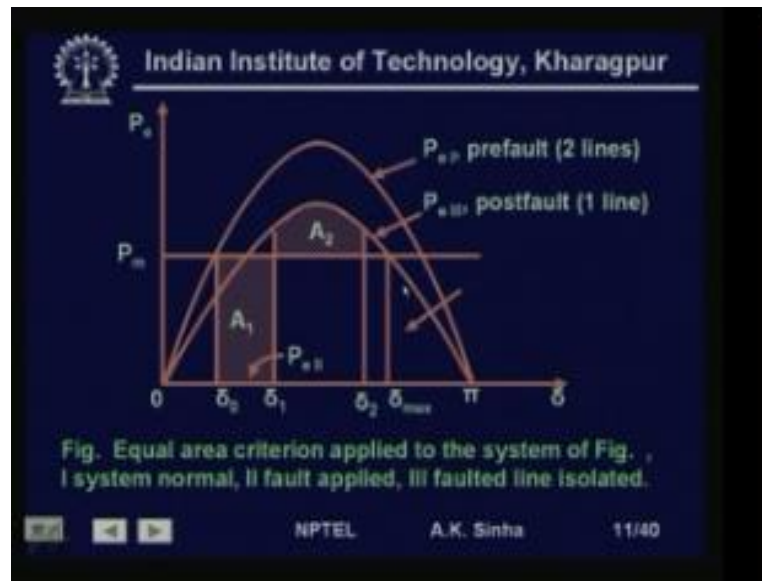 Indian Institute of Technology, Kharagpur
Pe
Pe I, prefault (2 lines)
Pe III, postfault (1 line)
A2
Pm
A1
Pe II
0 δ0 δ1 δ2 δmax π δ
Fig. Equal area criterion applied to the system of Fig. ,
I system normal, II fault applied, III faulted line isolated.
NPTEL A.K. Sinha 11/40